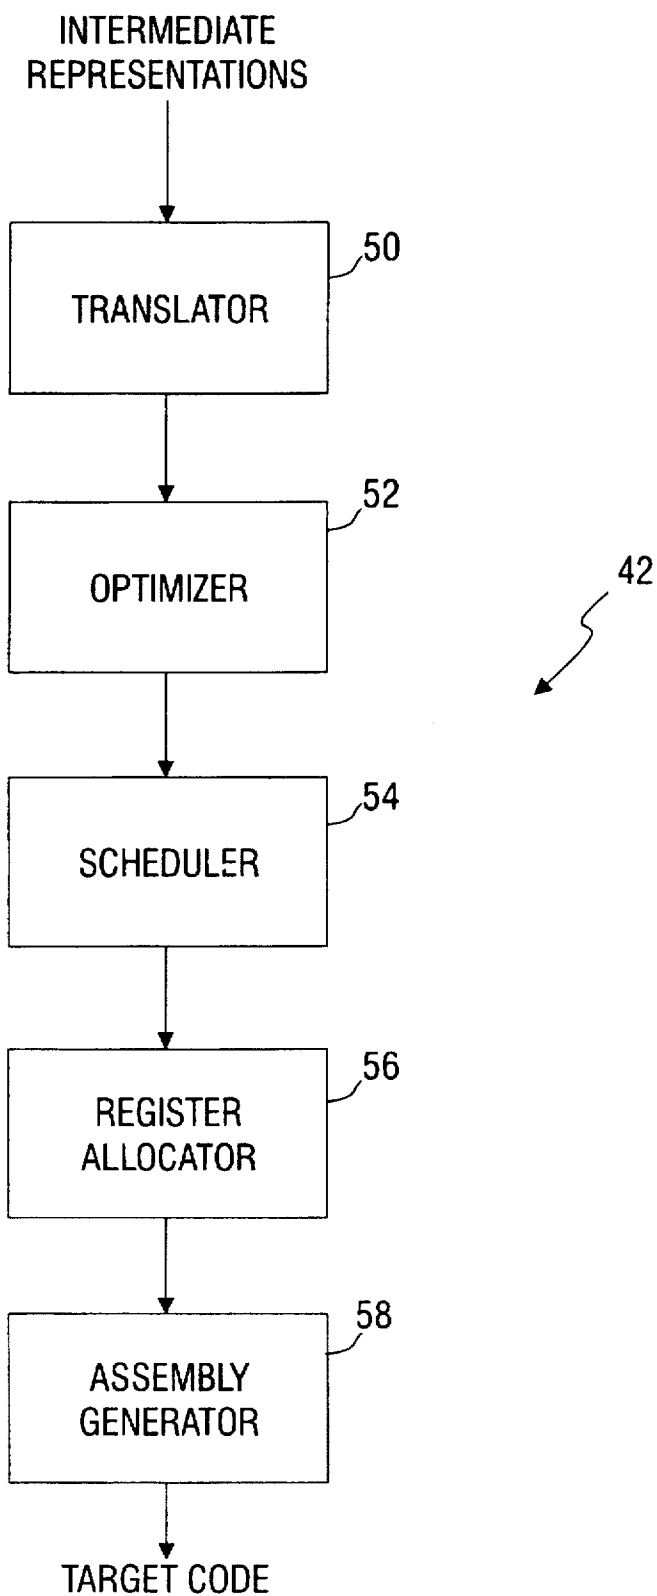 INTERMEDIATE
REPRESENTATIONS
50
TRANSLATOR
52
OPTIMIZER
42
54
SCHEDULER
56
REGISTER
ALLOCATOR
58
ASSEMBLY
GENERATOR
TARGET CODE